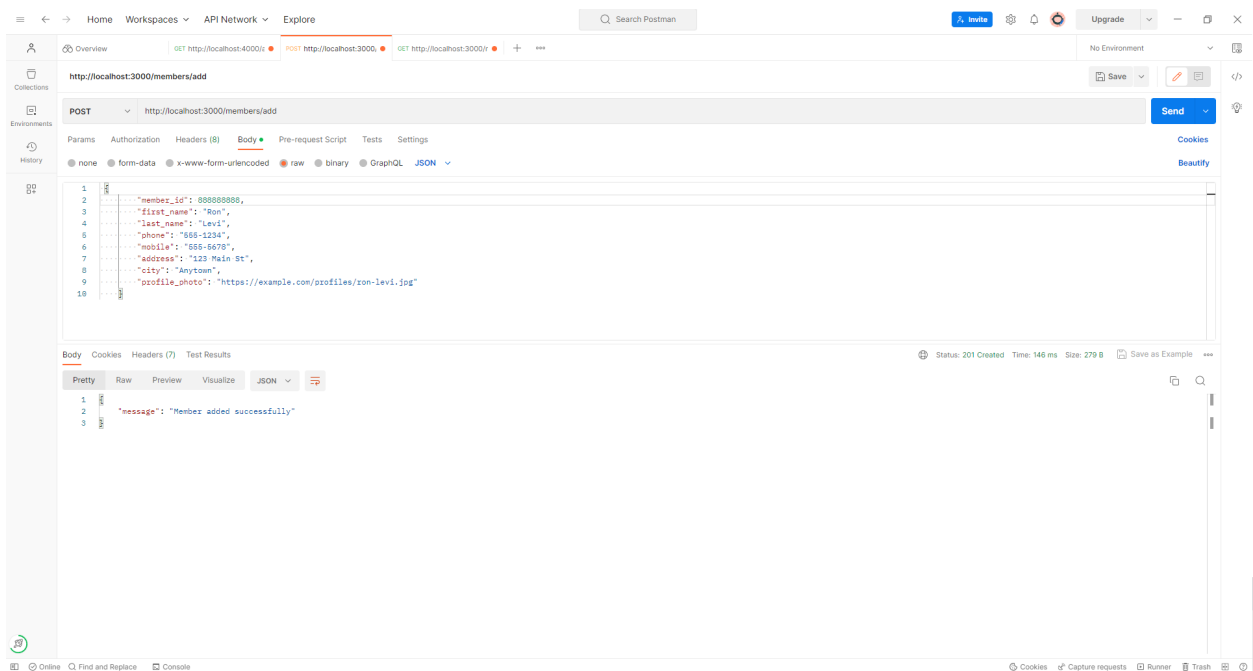 Home Workspaces API Network Explore Search Postman Invite Upgrade
Overview GET http://localhost:4000/ POST http://localhost:3000, GET http://localhost:3000/r No Environment
http://localhost:3000/members/add Save
Collections
POST http://localhost:3000/members/add Send
Environments
Params Authorization Headers (8) Body Pre-request Script Tests Settings Cookies
History
none form-data x-www-form-urlencoded raw binary GraphQL JSON Beautify
1 {
2 "member_id": 888888888,
3 "first_name": "Ron",
4 "last_name": "Levi",
5 "phone": "555-1234",
6 "mobile": "555-5678",
7 "address": "123 Main St",
8 "city": "Anytown",
9 "profile_photo": "https://example.com/profiles/ron-levi.jpg"
10 }
Body Cookies Headers (7) Test Results Status: 201 Created Time: 146 ms Size: 279 B Save as Example
Pretty Raw Preview Visualize JSON
1 {
2 "message": "Member added successfully"
3 }
Online Find and Replace Console Cookies Capture requests Runner Trash